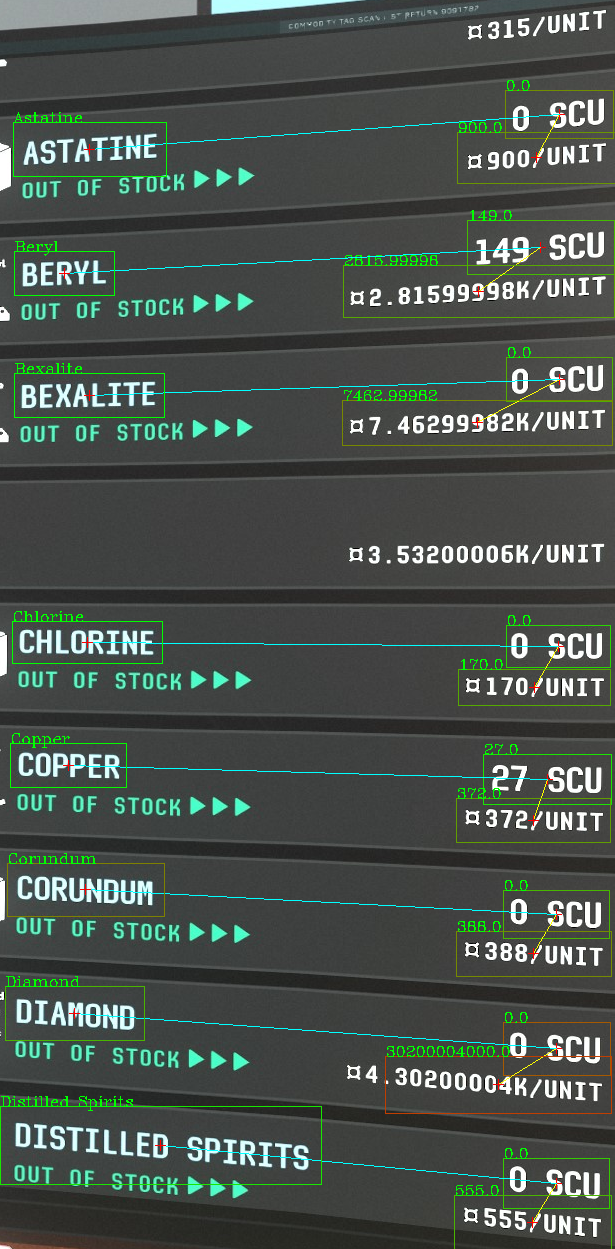 COMMODITY TAG SCAN LIST RETURN 9091782
¤315/UNIT
Astatine
0.0
ASTATINE
0 SCU
900.0
¤900/UNIT
OUT OF STOCK
149.0
Beryl
BERYL
149 SCU
2815.99998
¤2.81599998K/UNIT
OUT OF STOCK
0.0
Bexalite
BEXALITE
0 SCU
7462.99982
¤7.46299982K/UNIT
OUT OF STOCK
¤3.53200006K/UNIT
Chlorine
0.0
CHLORINE
0 SCU
170.0
¤170/UNIT
OUT OF STOCK
Copper
27.0
COPPER
27 SCU
372.0
¤372/UNIT
OUT OF STOCK
Corundum
0.0
CORUNDUM
0 SCU
388.0
¤388/UNIT
OUT OF STOCK
Diamond
0.0
DIAMOND
0 SCU
30200004000.0
¤4.30200004K/UNIT
OUT OF STOCK
Distilled Spirits
0.0
DISTILLED SPIRITS
0 SCU
555.0
¤555/UNIT
OUT OF STOCK